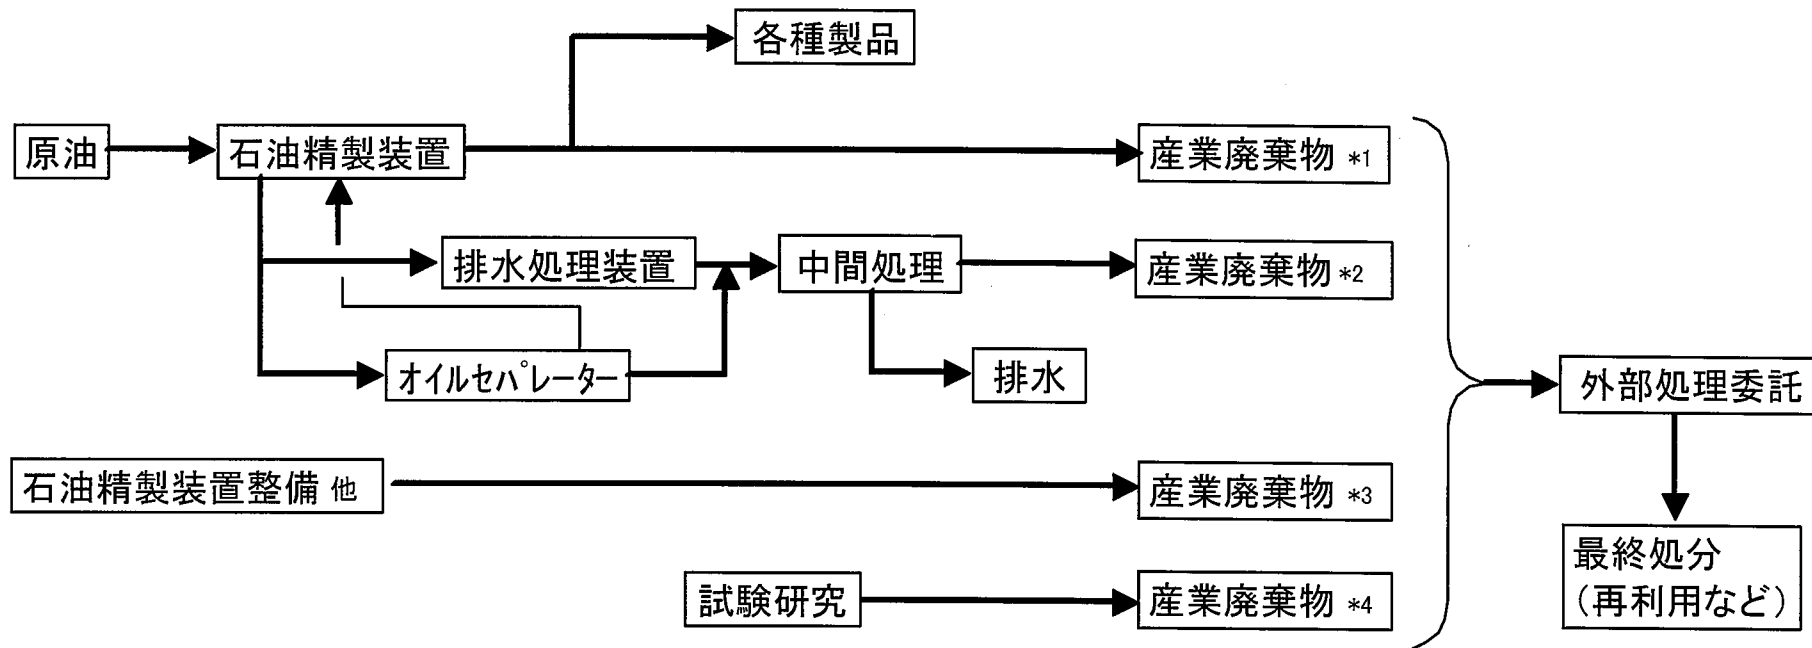 各種製品
原油
石油精製装置
産業廃棄物 *1
排水処理装置
中間処理
産業廃棄物 *2
オイルセパレーター
排水
外部処理委託
石油精製装置整備 他
産業廃棄物 *3
最終処分
(再利用など)
試験研究
産業廃棄物 *4